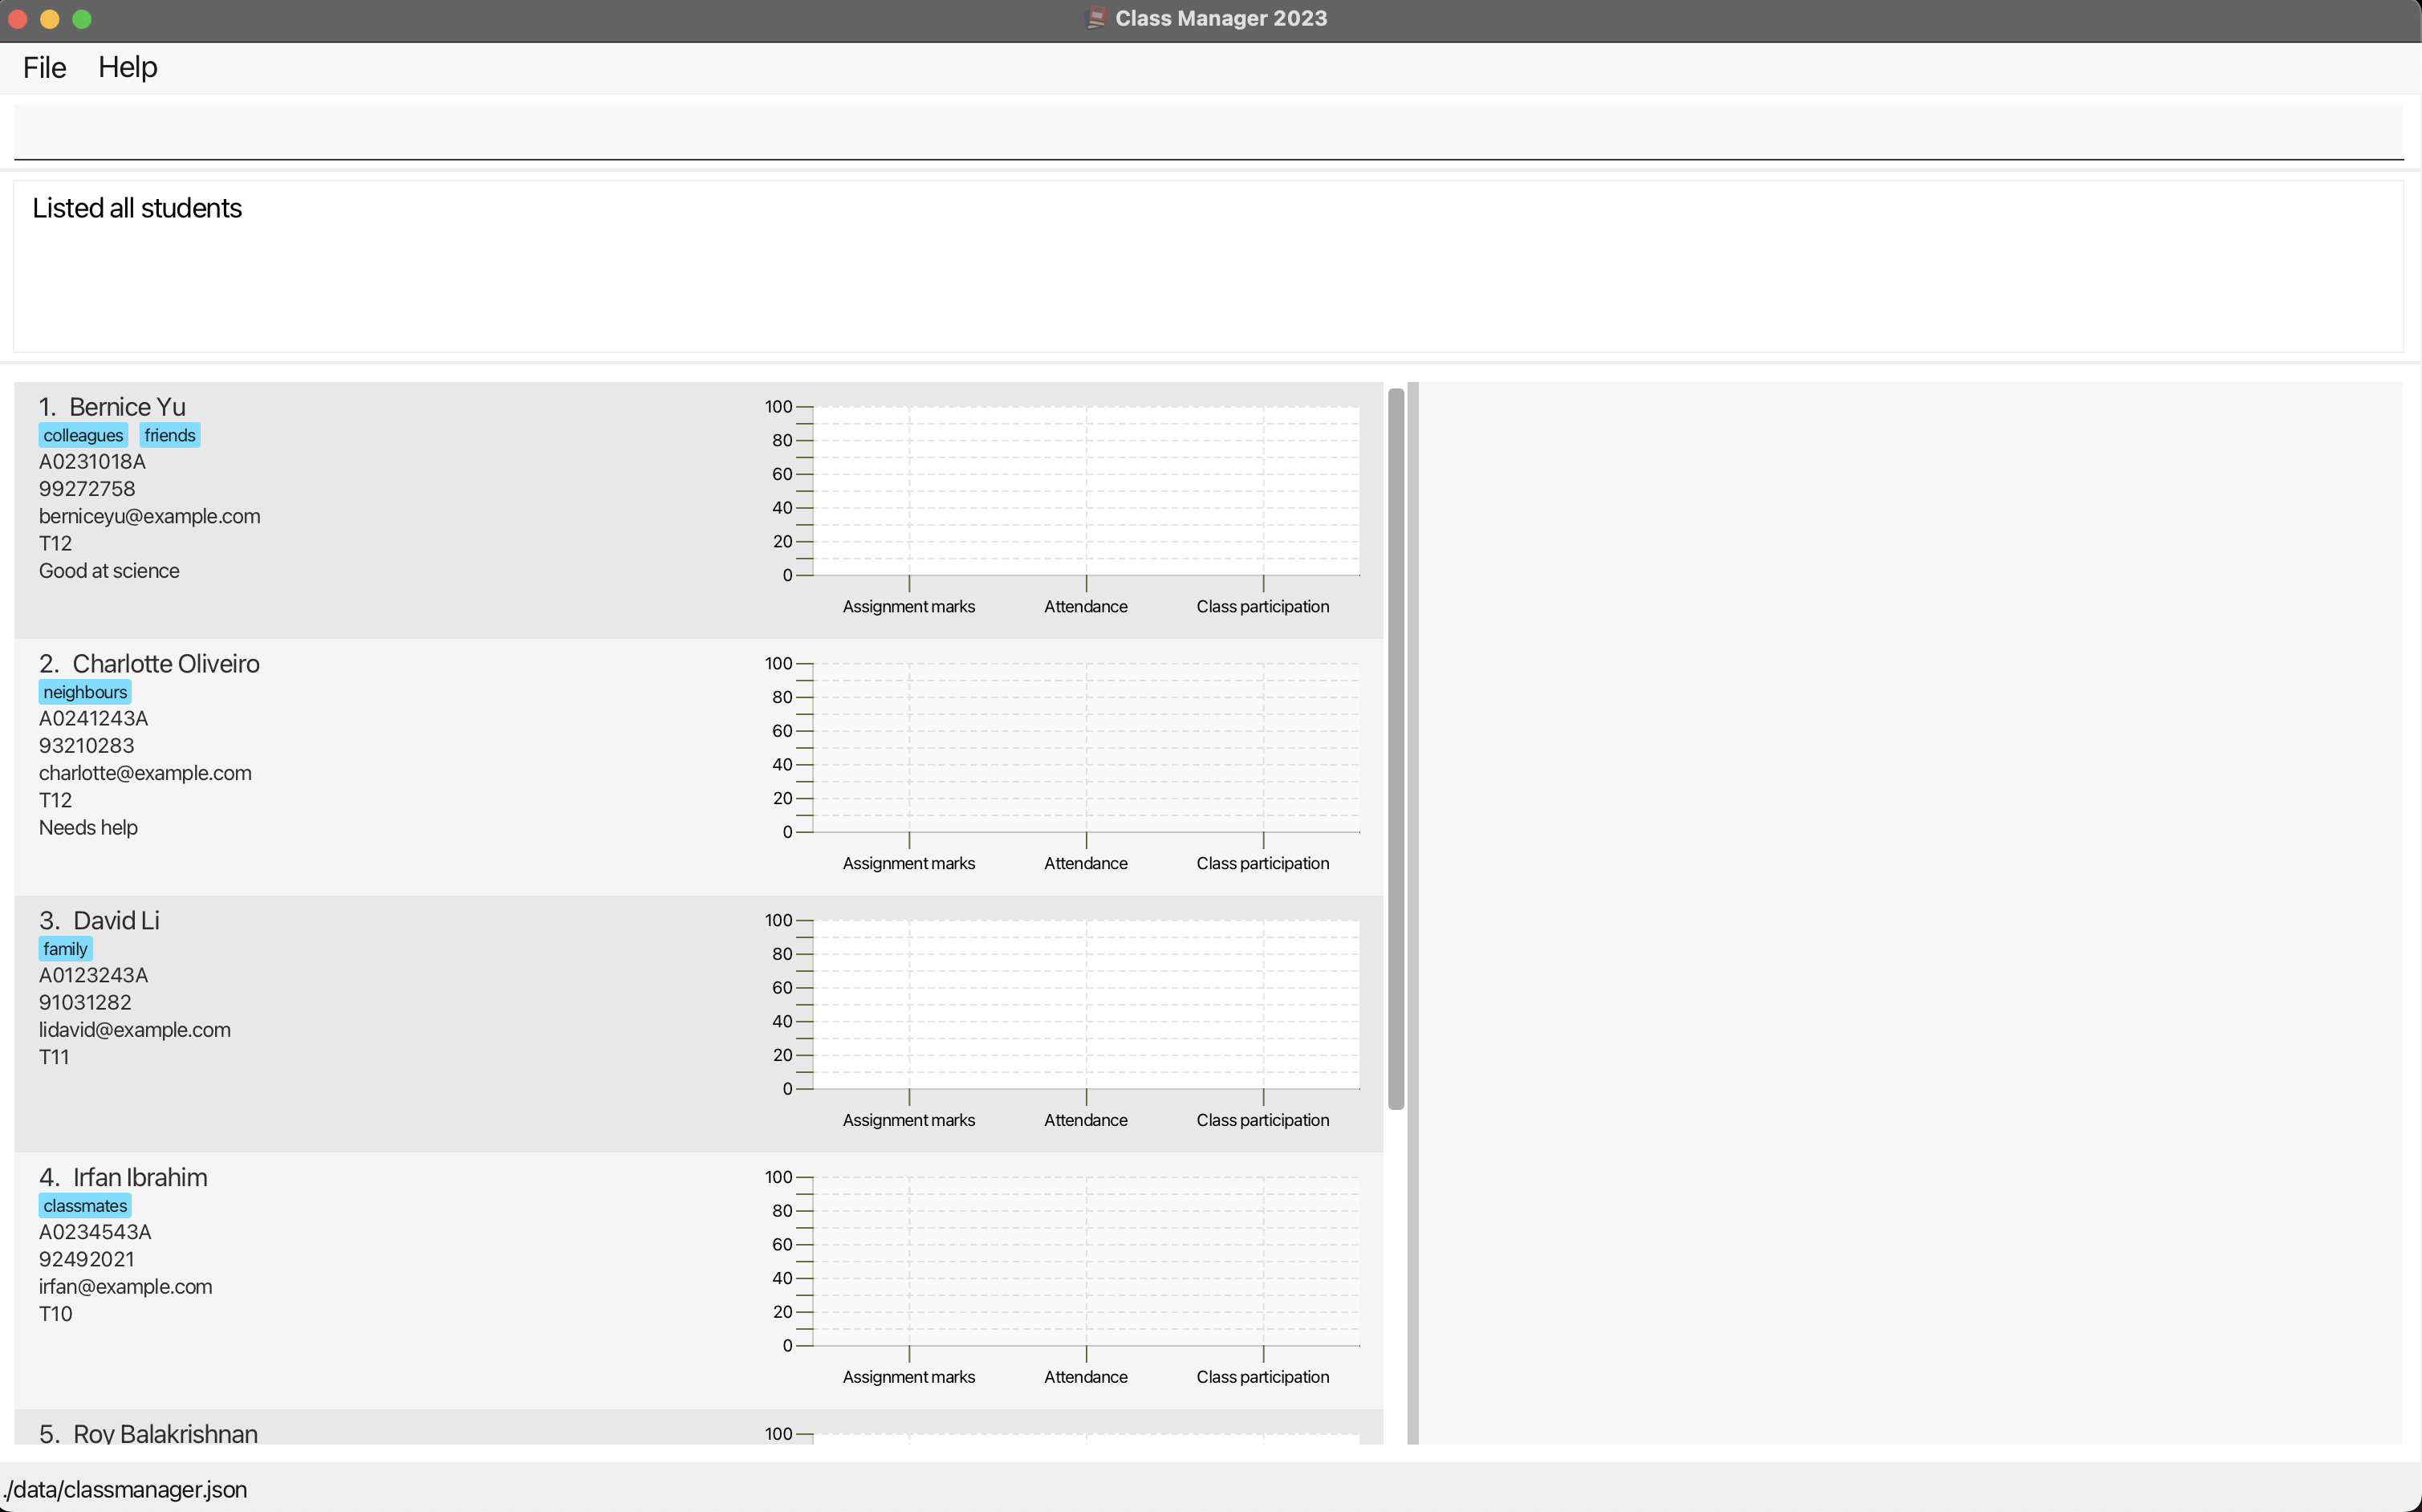 Class Manager 2023
File Help
Listed all students
1. Bernice Yu
colleagues friends
A0231018A
99272758
berniceyu@example.com
T12
Good at science
100
80
60
40
20
0
Assignment marks Attendance Class participation
2. Charlotte Oliveiro
neighbours
A0241243A
93210283
charlotte@example.com
T12
Needs help
100
80
60
40
20
0
Assignment marks Attendance Class participation
3. David Li
family
A0123243A
91031282
lidavid@example.com
T11
100
80
60
40
20
0
Assignment marks Attendance Class participation
4. Irfan Ibrahim
classmates
A0234543A
92492021
irfan@example.com
T10
100
80
60
40
20
0
Assignment marks Attendance Class participation
5. Roy Balakrishnan
100
./data/classmanager.json